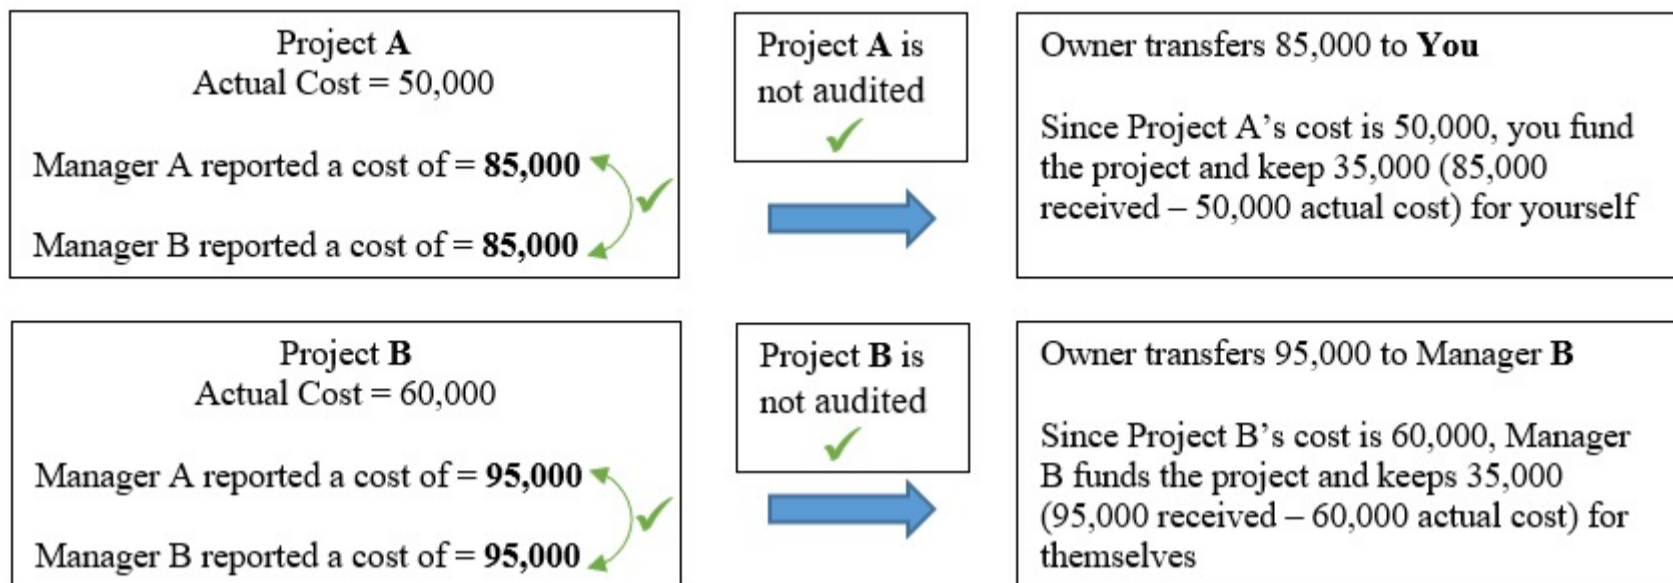 Project A
Actual Cost = 50,000
Manager A reported a cost of = 85,000
Manager B reported a cost of = 85,000
Project A is
not audited
Owner transfers 85,000 to You
Since Project A’s cost is 50,000, you fund
the project and keep 35,000 (85,000
received – 50,000 actual cost) for yourself
Project B
Actual Cost = 60,000
Manager A reported a cost of = 95,000
Manager B reported a cost of = 95,000
Project B is
not audited
Owner transfers 95,000 to Manager B
Since Project B’s cost is 60,000, Manager
B funds the project and keeps 35,000
(95,000 received – 60,000 actual cost) for
themselves